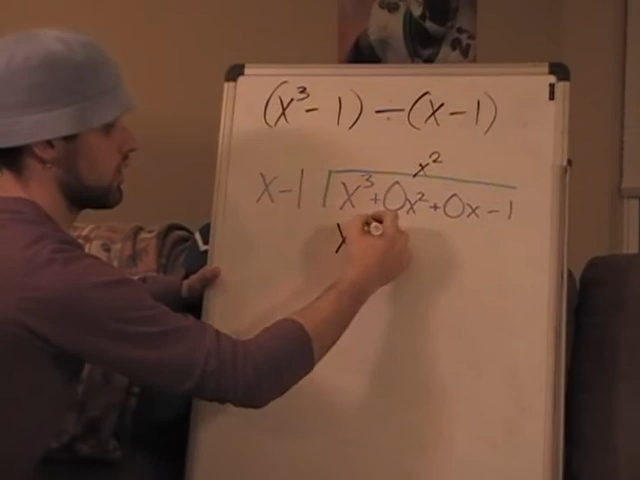 (x³ - 1) ÷ (x - 1)
x²
x - 1 x³ + 0x² + 0x - 1
x